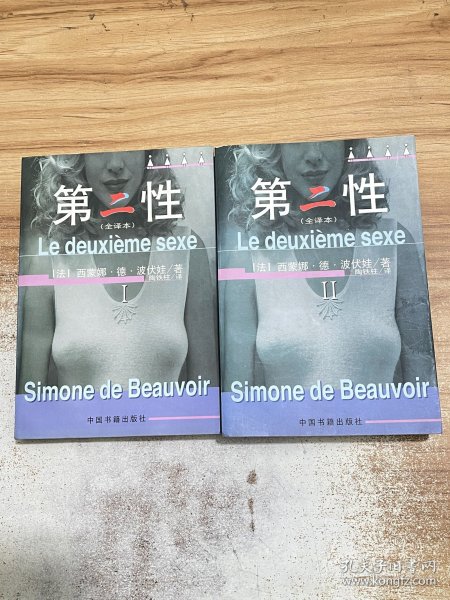 第二性
(全译本)
Le deuxième sexe
[法] 西蒙娜·德·波伏娃/著
陶铁柱/译
I
Simone de Beauvoir
中国书籍出版社
第二性
(全译本)
Le deuxième sexe
[法] 西蒙娜·德·波伏娃/著
陶铁柱/译
II
Simone de Beauvoir
中国书籍出版社
孔夫子旧书网
www.kongfz.com